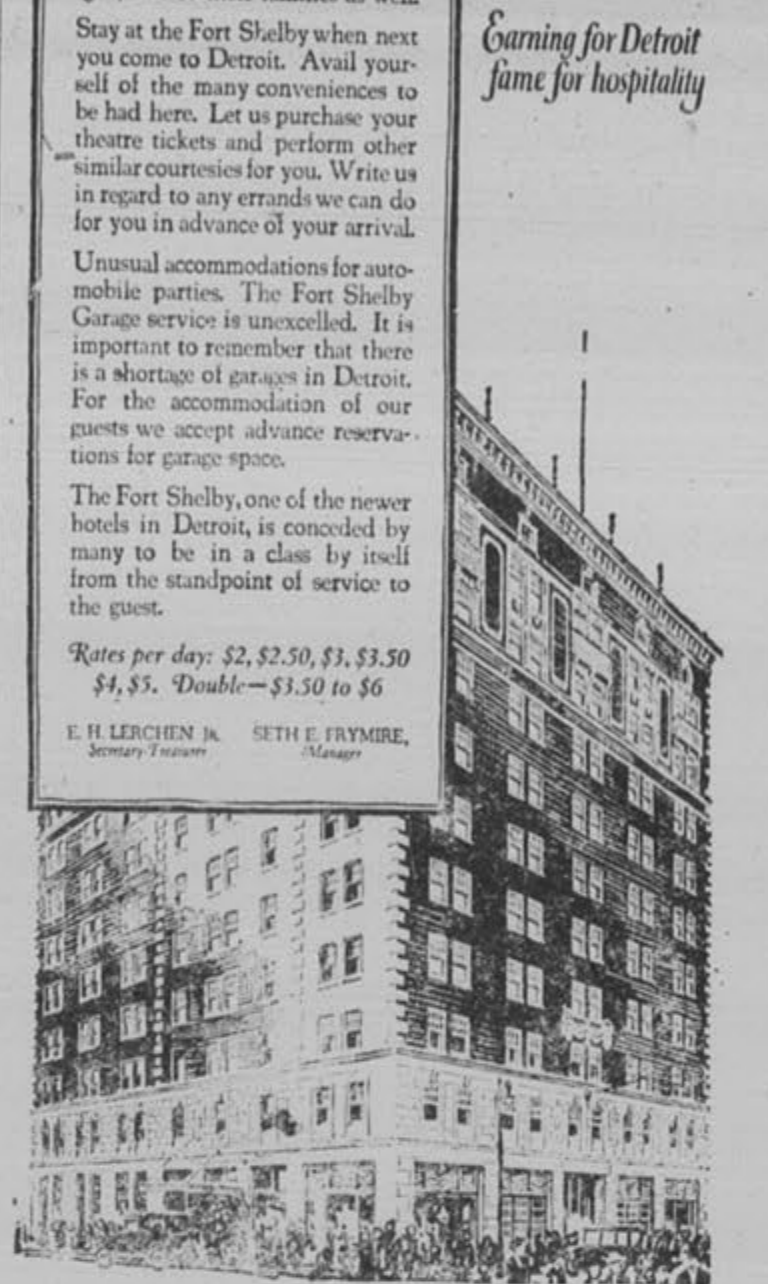 Stay at the Fort Shelby when next
you come to Detroit. Avail your-
self of the many conveniences to
be had here. Let us purchase your
theatre tickets and perform other
similar courtesies for you. Write us
in regard to any errands we can do
for you in advance of your arrival.
Unusual accommodations for auto-
mobile parties. The Fort Shelby
Garage service is unexcelled. It is
important to remember that there
is a shortage of garages in Detroit.
For the accommodation of our
guests we accept advance reserva-
tions for garage space.
The Fort Shelby, one of the newer
hotels in Detroit, is conceded by
many to be in a class by itself
from the standpoint of service to
the guest.
Rates per day: $2, $2.50, $3, $3.50
$4, $5. Double—$3.50 to $6
E. H. LERCHEN Jr. SETH E. FRYMIRE,
Secretary-Treasurer Manager
Earning for Detroit
fame for hospitality